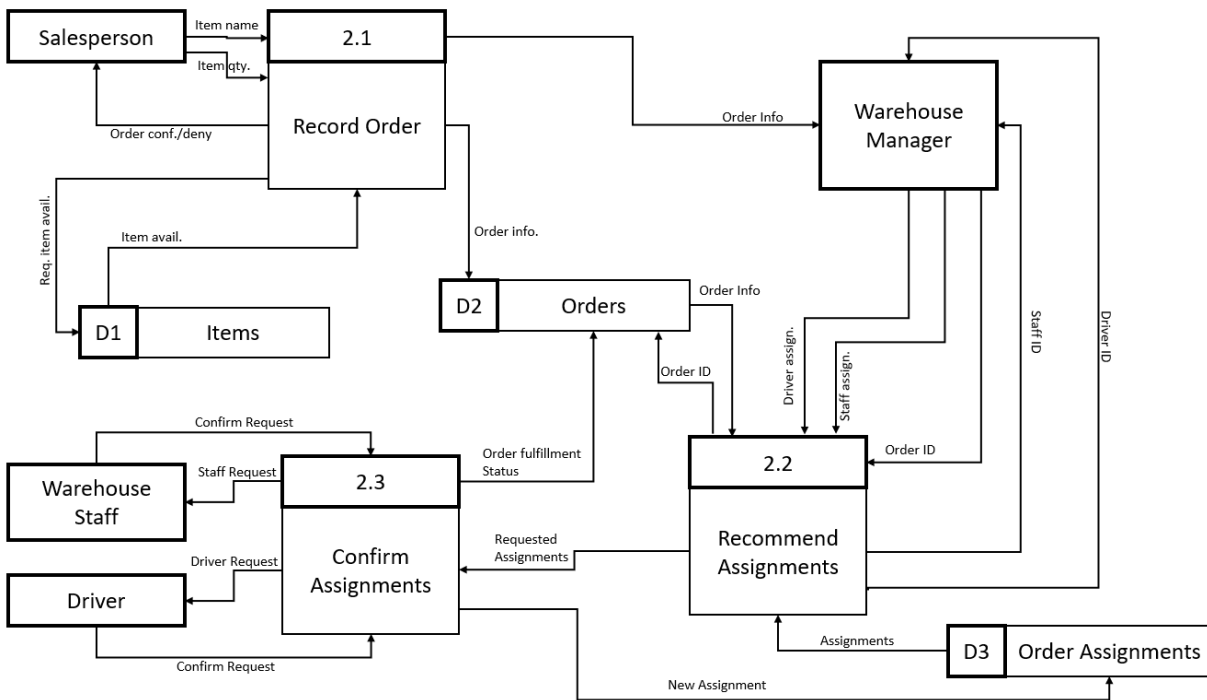 Salesperson
Item name
Item qty.
2.1
Record Order
Order conf./deny
Order Info
Warehouse
Manager
Req. item avail.
Item avail.
Order info.
D1
Items
D2
Orders
Order Info
Order ID
Driver assign.
Staff assign.
Staff ID
Driver ID
Order ID
Confirm Request
Staff Request
Warehouse
Staff
2.3
Confirm
Assignments
Order fulfillment
Status
2.2
Recommend
Assignments
Requested
Assignments
Driver Request
Driver
Confirm Request
Assignments
D3
Order Assignments
New Assignment